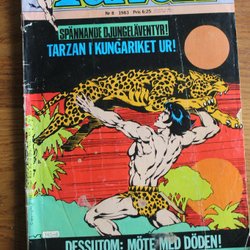 Nr 8 · 1983 Pris 6:25
SPÄNNANDE DJUNGELÄVENTYR!
TARZAN I KUNGARIKET UR!
DESSUTOM: MÖTE MED DÖDEN!